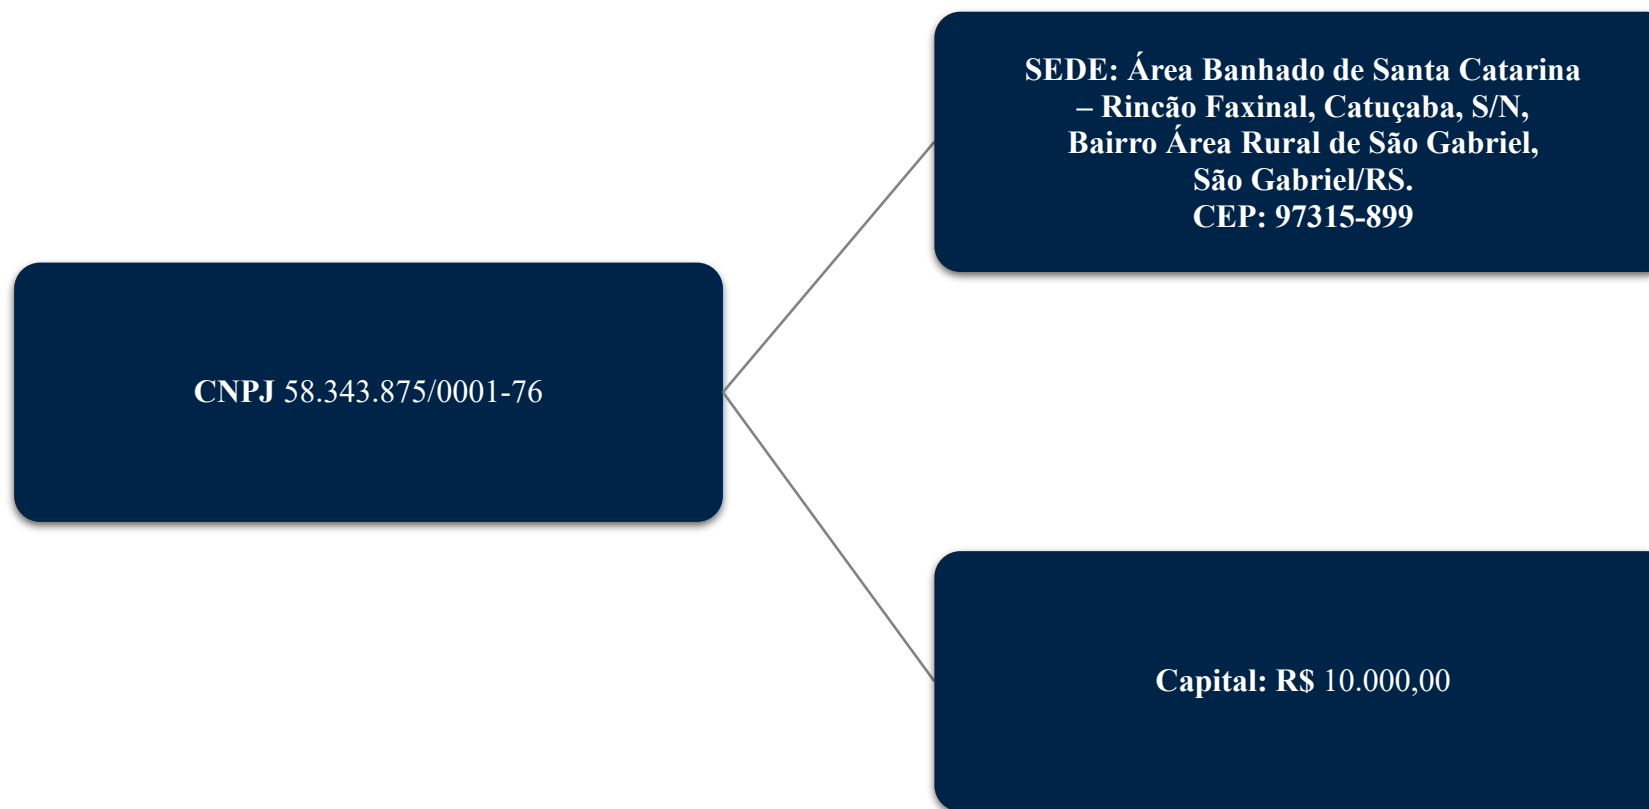 SEDE: Área Banhado de Santa Catarina
– Rincão Faxinal, Catuçaba, S/N,
Bairro Área Rural de São Gabriel,
São Gabriel/RS.
CEP: 97315-899
CNPJ 58.343.875/0001-76
Capital: R$ 10.000,00